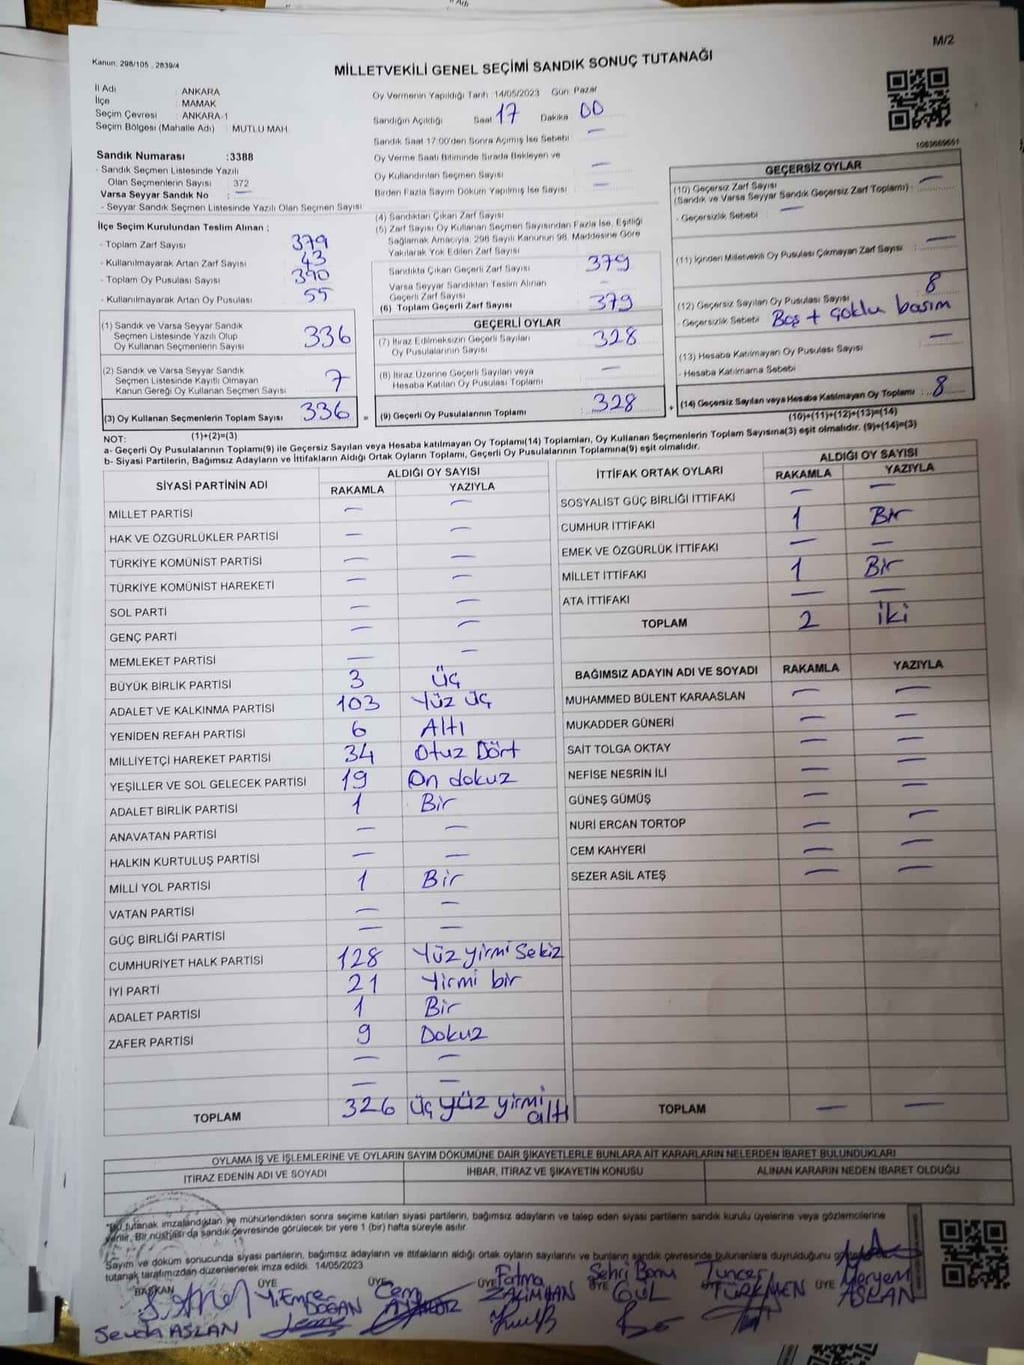 M/2
Kanun: 298/105 , 2839/4
MİLLETVEKİLİ GENEL SEÇİMİ SANDIK SONUÇ TUTANAĞI
İl Adı : ANKARA
İlçe : MAMAK
Seçim Çevresi : ANKARA-1
Seçim Bölgesi (Mahalle Adı) : MUTLU MAH.
Sandık Numarası :3388
- Sandık Seçmen Listesinde Yazılı
Olan Seçmenlerin Sayısı 372
Varsa Seyyar Sandık No : —
- Seyyar Sandık Seçmen Listesinde Yazılı Olan Seçmen Sayısı
İlçe Seçim Kurulundan Teslim Alınan :
- Toplam Zarf Sayısı 379
- Kullanılmayarak Artan Zarf Sayısı 43
- Toplam Oy Pusulası Sayısı 390
- Kullanılmayarak Artan Oy Pusulası 55
(1) Sandık ve Varsa Seyyar Sandık
Seçmen Listesinde Yazılı Olup
Oy Kullanan Seçmenlerin Sayısı 336
(2) Sandık ve Varsa Seyyar Sandık
Seçmen Listesinde Kayıtlı Olmayan
Kanun Gereği Oy Kullanan Seçmen Sayısı 7
(3) Oy Kullanan Seçmenlerin Toplam Sayısı 336 =
(1)+(2)=(3)
Oy Vermenin Yapıldığı Tarih :14/05/2023 Gün: Pazar
Sandığın Açıldığı Saat 17 Dakika 00
Sandık Saat 17:00'den Sonra Açımış İse Sebebi —
Oy Verme Saati Bitiminde Sırada Bekleyen ve
Oy Kullandırılan Seçmen Sayısı —
Birden Fazla Sayım Döküm Yapılmış İse Sayısı —
(4) Sandıktan Çıkan Zarf Sayısı
(5) Zarf Sayısı Oy Kullanan Seçmen Sayısından Fazla İse, Eşitliği
Sağlamak Amacıyla, 298 Sayılı Kanunun 98. Maddesine Göre
Yakılarak Yok Edilen Zarf Sayısı
Sandıkta Çıkan Geçerli Zarf Sayısı 379
Varsa Seyyar Sandıktan Teslim Alınan
Geçerli Zarf Sayısı —
(6) Toplam Geçerli Zarf Sayısı 379
GEÇERLİ OYLAR
(7) İtiraz Edilmeksizin Geçerli Sayılan
Oy Pusulalarının Sayısı 328
(8) İtiraz Üzerine Geçerli Sayılan veya
Hesaba Katılan Oy Pusulası Toplamı —
(9) Geçerli Oy Pusulalarının Toplamı 328 +
1083689651
GEÇERSİZ OYLAR
(10) Geçersiz Zarf Sayısı
(Sandık ve Varsa Seyyar Sandık Geçersiz Zarf Toplamı) : —
- Geçersizlik Sebebi : —
(11) İçinden Milletvekili Oy Pusulası Çıkmayan Zarf Sayısı : —
(12) Geçersiz Sayılan Oy Pusulası Sayısı 8
- Geçersizlik Sebebi : Boş + çoklu basım
(13) Hesaba Katılmayan Oy Pusulası Sayısı —
- Hesaba Katılmama Sebebi
(14) Geçersiz Sayılan veya Hesaba Katılmayan Oy Toplamı : 8
(10)+(11)+(12)+(13)=(14)
NOT:
a- Geçerli Oy Pusulalarının Toplamı(9) ile Geçersiz Sayılan veya Hesaba katılmayan Oy Toplamı(14) Toplamları, Oy Kullanan Seçmenlerin Toplam Sayısına(3) eşit olmalıdır. (9)+(14)=(3)
b- Siyasi Partilerin, Bağımsız Adayların ve İttifakların Aldığı Ortak Oyların Toplamı, Geçerli Oy Pusulalarının Toplamına(9) eşit olmalıdır.
SİYASİ PARTİNİN ADI ALDIĞI OY SAYISI
RAKAMLA YAZIYLA
MİLLET PARTİSİ — —
HAK VE ÖZGÜRLÜKLER PARTİSİ — —
TÜRKİYE KOMÜNİST PARTİSİ — —
TÜRKİYE KOMÜNİST HAREKETİ — —
SOL PARTİ — —
GENÇ PARTİ — —
MEMLEKET PARTİSİ — —
BÜYÜK BİRLİK PARTİSİ 3 Üç
ADALET VE KALKINMA PARTİSİ 103 Yüz üç
YENİDEN REFAH PARTİSİ 6 Altı
MİLLİYETÇİ HAREKET PARTİSİ 34 Otuz Dört
YEŞİLLER VE SOL GELECEK PARTİSİ 19 On dokuz
ADALET BİRLİK PARTİSİ 1 Bir
ANAVATAN PARTİSİ — —
HALKIN KURTULUŞ PARTİSİ — —
MİLLİ YOL PARTİSİ 1 Bir
VATAN PARTİSİ — —
GÜÇ BİRLİĞİ PARTİSİ — —
CUMHURİYET HALK PARTİSİ 128 Yüz yirmi Sekiz
İYİ PARTİ 21 Yirmi bir
ADALET PARTİSİ 1 Bir
ZAFER PARTİSİ 9 Dokuz
— —
— —
TOPLAM 326 Üç yüz yirmi altı
İTTİFAK ORTAK OYLARI ALDIĞI OY SAYISI
RAKAMLA YAZIYLA
SOSYALİST GÜÇ BİRLİĞİ İTTİFAKI — —
CUMHUR İTTİFAKI 1 Bir
EMEK VE ÖZGÜRLÜK İTTİFAKI — —
MİLLET İTTİFAKI 1 Bir
ATA İTTİFAKI — —
TOPLAM 2 iki
BAĞIMSIZ ADAYIN ADI VE SOYADI RAKAMLA YAZIYLA
MUHAMMED BÜLENT KARAASLAN — —
MUKADDER GÜNERİ — —
SAİT TOLGA OKTAY — —
NEFİSE NESRİN İLİ — —
GÜNEŞ GÜMÜŞ — —
NURİ ERCAN TORTOP — —
CEM KAHYERİ — —
SEZER ASİL ATEŞ — —
TOPLAM — —
OYLAMA İŞ VE İŞLEMLERİNE VE OYLARIN SAYIM DÖKÜMÜNE DAİR ŞİKAYETLERLE BUNLARA AİT KARARLARIN NELERDEN İBARET BULUNDUKLARI
İTİRAZ EDENİN ADI VE SOYADI İHBAR, İTİRAZ VE ŞİKAYETİN KONUSU ALINAN KARARIN NEDEN İBARET OLDUĞU
*Bu tutanak imzalandıktan ve mühürlendikten sonra seçime katılan siyasi partilerin, bağımsız adayların ve talep eden siyasi partilerin sandık kurulu üyelerine veya gözlemcilerine
verilir. Bir nüshası da sandık çevresinde görülecek bir yere 1 (bir) hafta süreyle asılır.
Sayım ve döküm sonucunda siyasi partilerin, bağımsız adayların ve ittifakların aldığı ortak oyların sayılarını ve bunların sandık çevresinde bulunanlara duyrulduğunu
tutanak tarafımızdan düzenlenerek imza edildi. 14/05/2023
BAŞKAN ÜYE ÜYE ÜYE ÜYE ÜYE
Sevda ASLAN
Y. Emre DOĞAN
Cem
Fatma ZALİMHAN
Şehri Banu GÜL
Tuncer TÜRKMEN
Meryem ASLAN